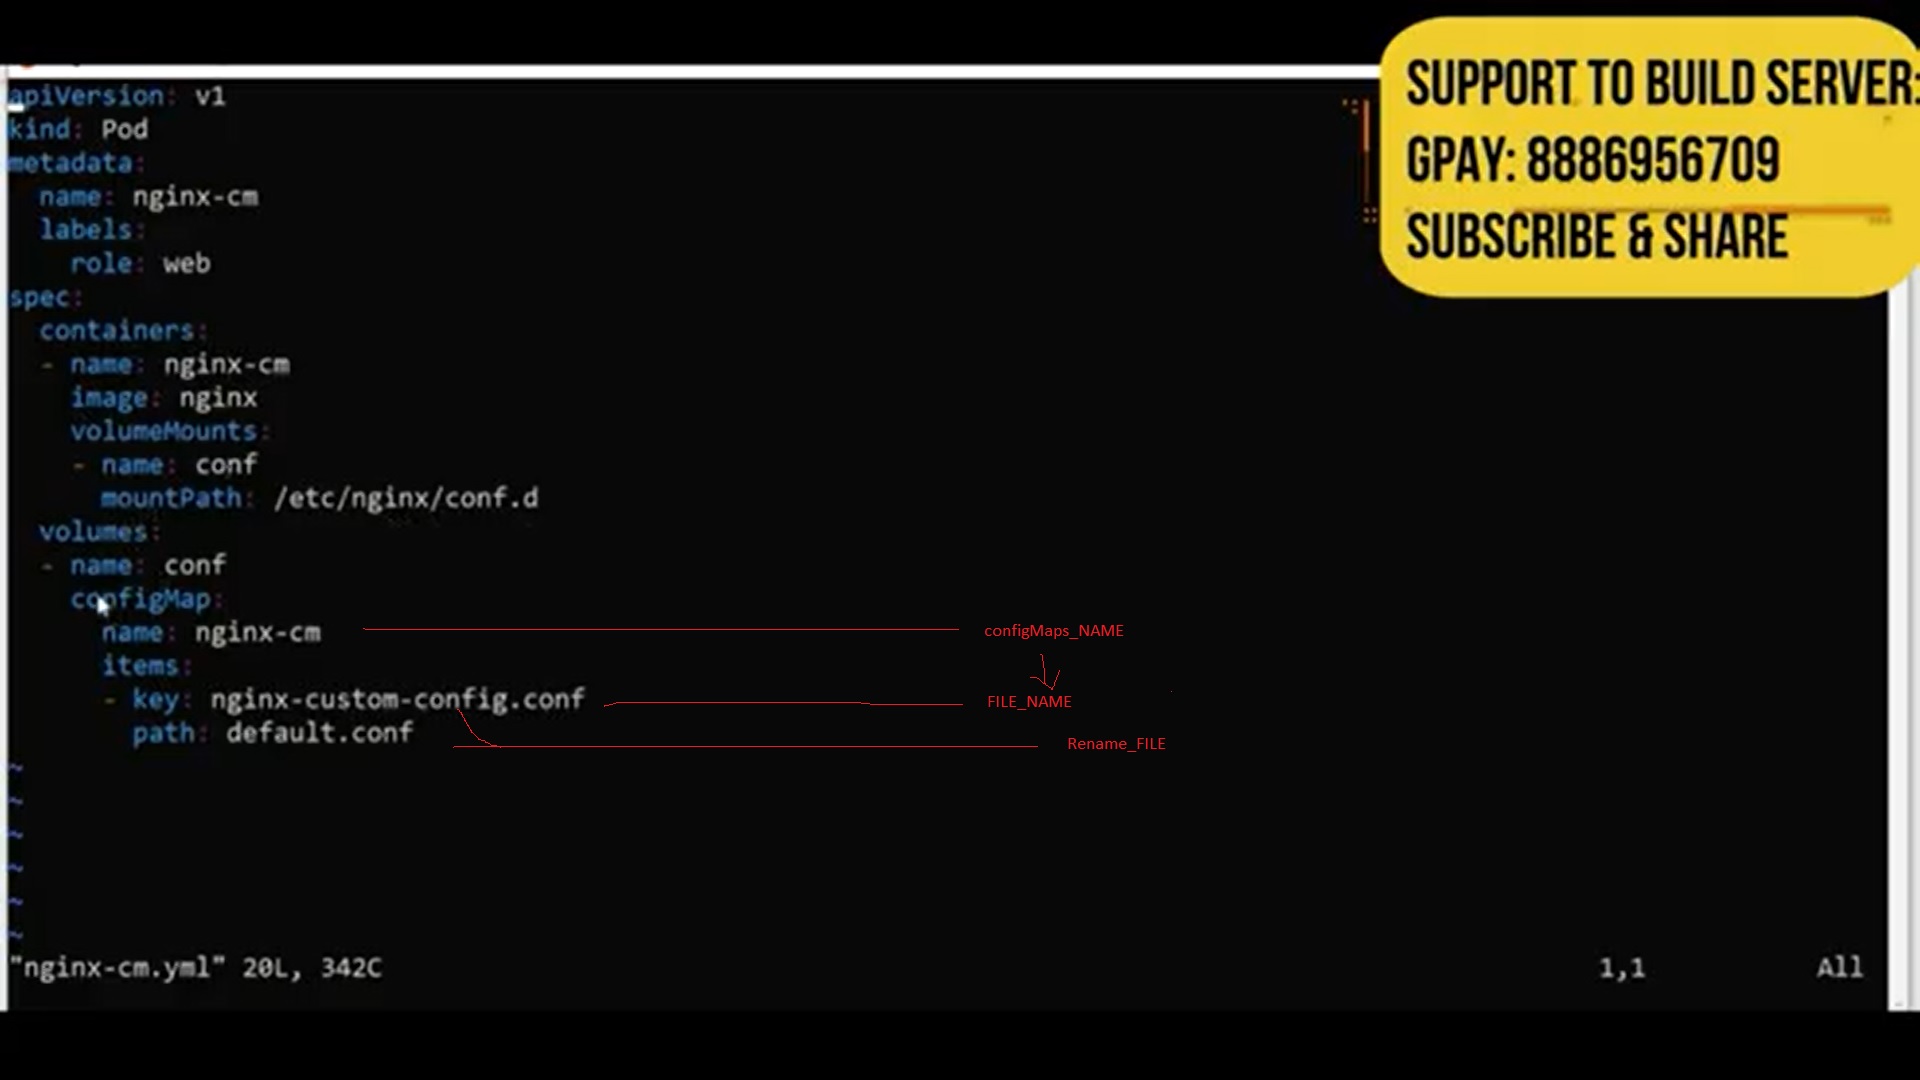 apiVersion: v1
kind: Pod
metadata:
  name: nginx-cm
  labels:
    role: web
spec:
  containers:
  - name: nginx-cm
    image: nginx
    volumeMounts:
    - name: conf
      mountPath: /etc/nginx/conf.d
  volumes:
  - name: conf
    configMap:
      name: nginx-cm
      items:
      - key: nginx-custom-config.conf
        path: default.conf
~
~
~
~
~
~
"nginx-cm.yml" 20L, 342C
1,1
All
configMaps_NAME
FILE_NAME
Rename_FILE
SUPPORT TO BUILD SERVER:
GPAY: 8886956709
SUBSCRIBE & SHARE